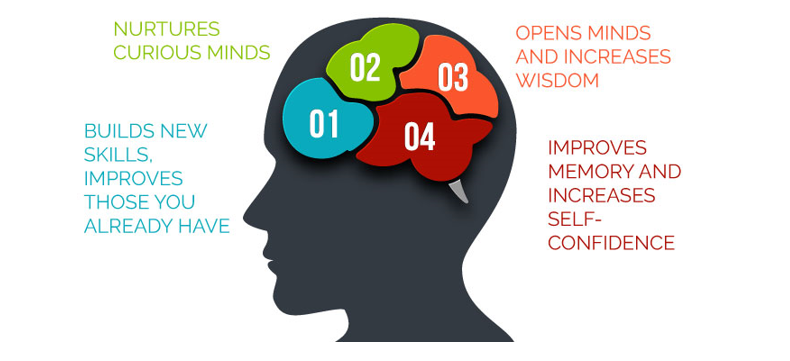 NURTURES
CURIOUS MINDS
OPENS MINDS
AND INCREASES
WISDOM
02
03
01
04
BUILDS NEW
SKILLS,
IMPROVES
THOSE YOU
ALREADY HAVE
IMPROVES
MEMORY AND
INCREASES
SELF-
CONFIDENCE